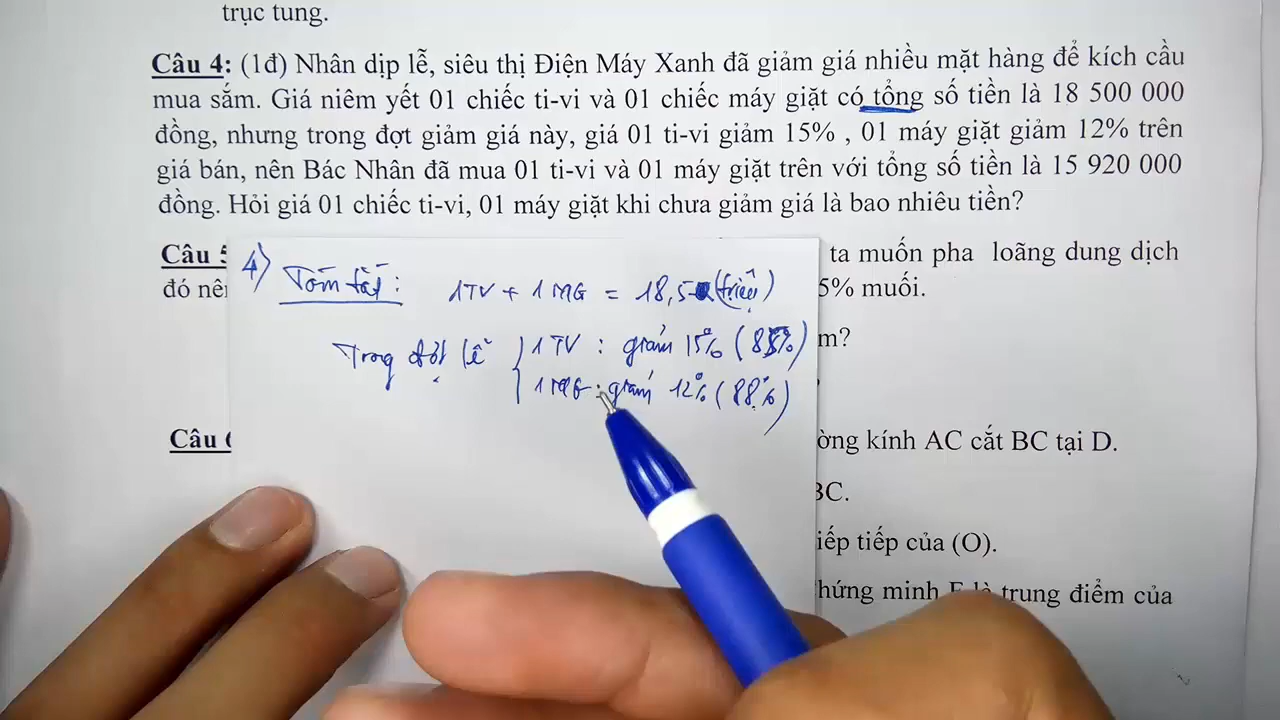 trục tung.
Câu 4: (1đ) Nhân dịp lễ, siêu thị Điện Máy Xanh đã giảm giá nhiều mặt hàng để kích cầu
mua sắm. Giá niêm yết 01 chiếc ti-vi và 01 chiếc máy giặt có tổng số tiền là 18 500 000
đồng, nhưng trong đợt giảm giá này, giá 01 ti-vi giảm 15% , 01 máy giặt giảm 12% trên
giá bán, nên Bác Nhân đã mua 01 ti-vi và 01 máy giặt trên với tổng số tiền là 15 920 000
đồng. Hỏi giá 01 chiếc ti-vi, 01 máy giặt khi chưa giảm giá là bao nhiêu tiền?
Câu 5 ta muốn pha loãng dung dịch
đó nên 5% muối.
4) Tóm tắt: 1TV + 1MG = 18,5 (triệu)
Trong đợt lễ { 1TV : giảm 15% (85%)
1MG : giảm 12% (88%)
m?
Câu 6 ờng kính AC cắt BC tại D.
BC.
iếp tiếp của (O).
hứng minh E là trung điểm của